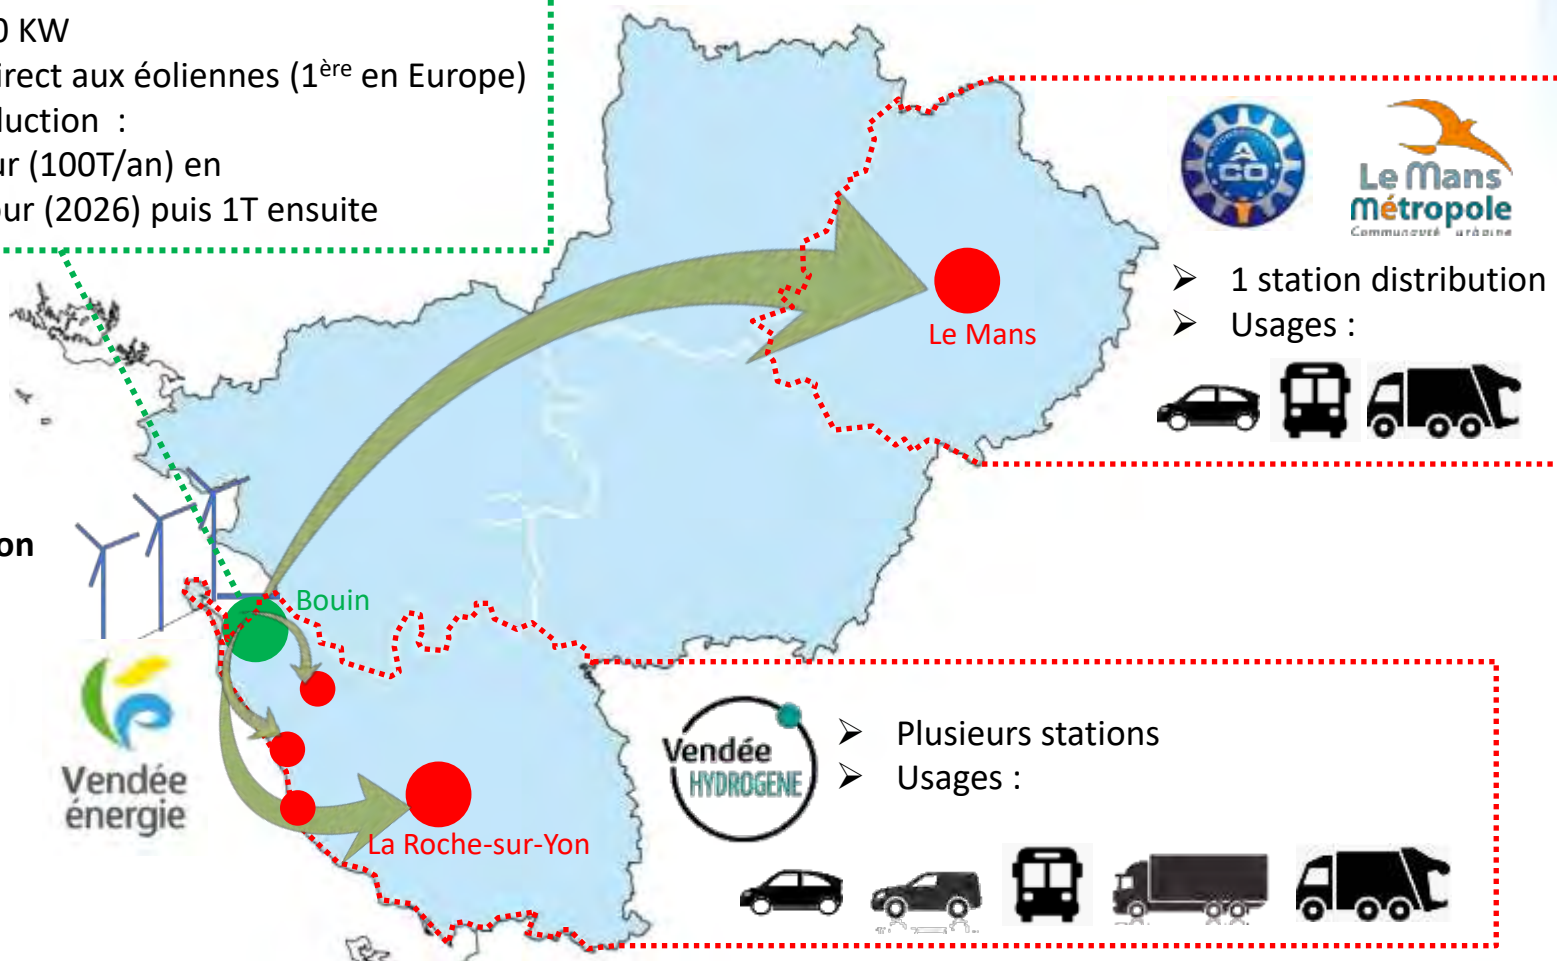 0 KW
irect aux éoliennes (1ère en Europe)
duction :
ur (100T/an) en
our (2026) puis 1T ensuite
ACO
Le Mans
Métropole
Communauté urbaine
➢ 1 station distribution
➢ Usages :
Le Mans
on
Bouin
Vendée
énergie
La Roche-sur-Yon
Vendée
HYDROGENE
➢ Plusieurs stations
➢ Usages :